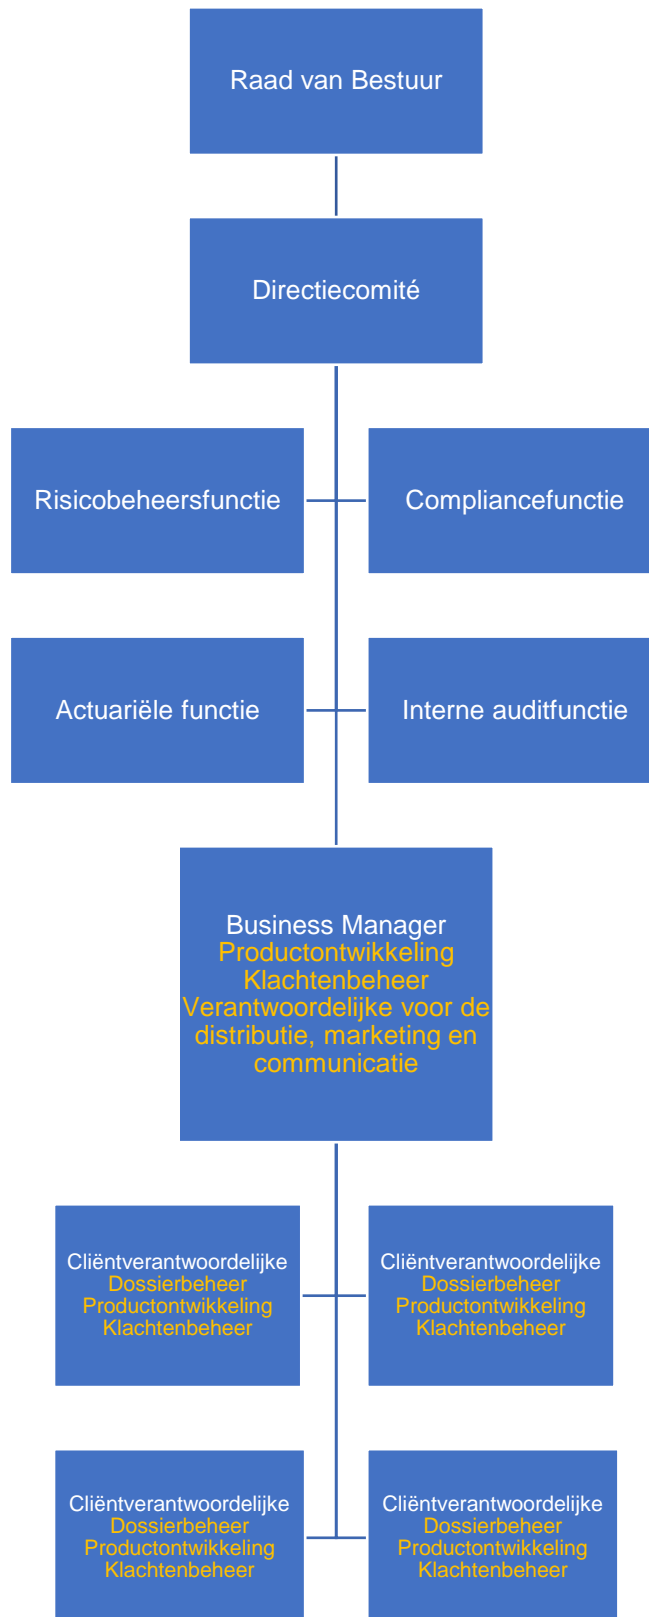 Raad van Bestuur
Directiecomité
Risicobeheersfunctie
Compliancefunctie
Actuariële functie
Interne auditfunctie
Business Manager
Productontwikkeling
Klachtenbeheer
Verantwoordelijke voor de
distributie, marketing en
communicatie
Cliëntverantwoordelijke
Dossierbeheer
Productontwikkeling
Klachtenbeheer
Cliëntverantwoordelijke
Dossierbeheer
Productontwikkeling
Klachtenbeheer
Cliëntverantwoordelijke
Dossierbeheer
Productontwikkeling
Klachtenbeheer
Cliëntverantwoordelijke
Dossierbeheer
Productontwikkeling
Klachtenbeheer